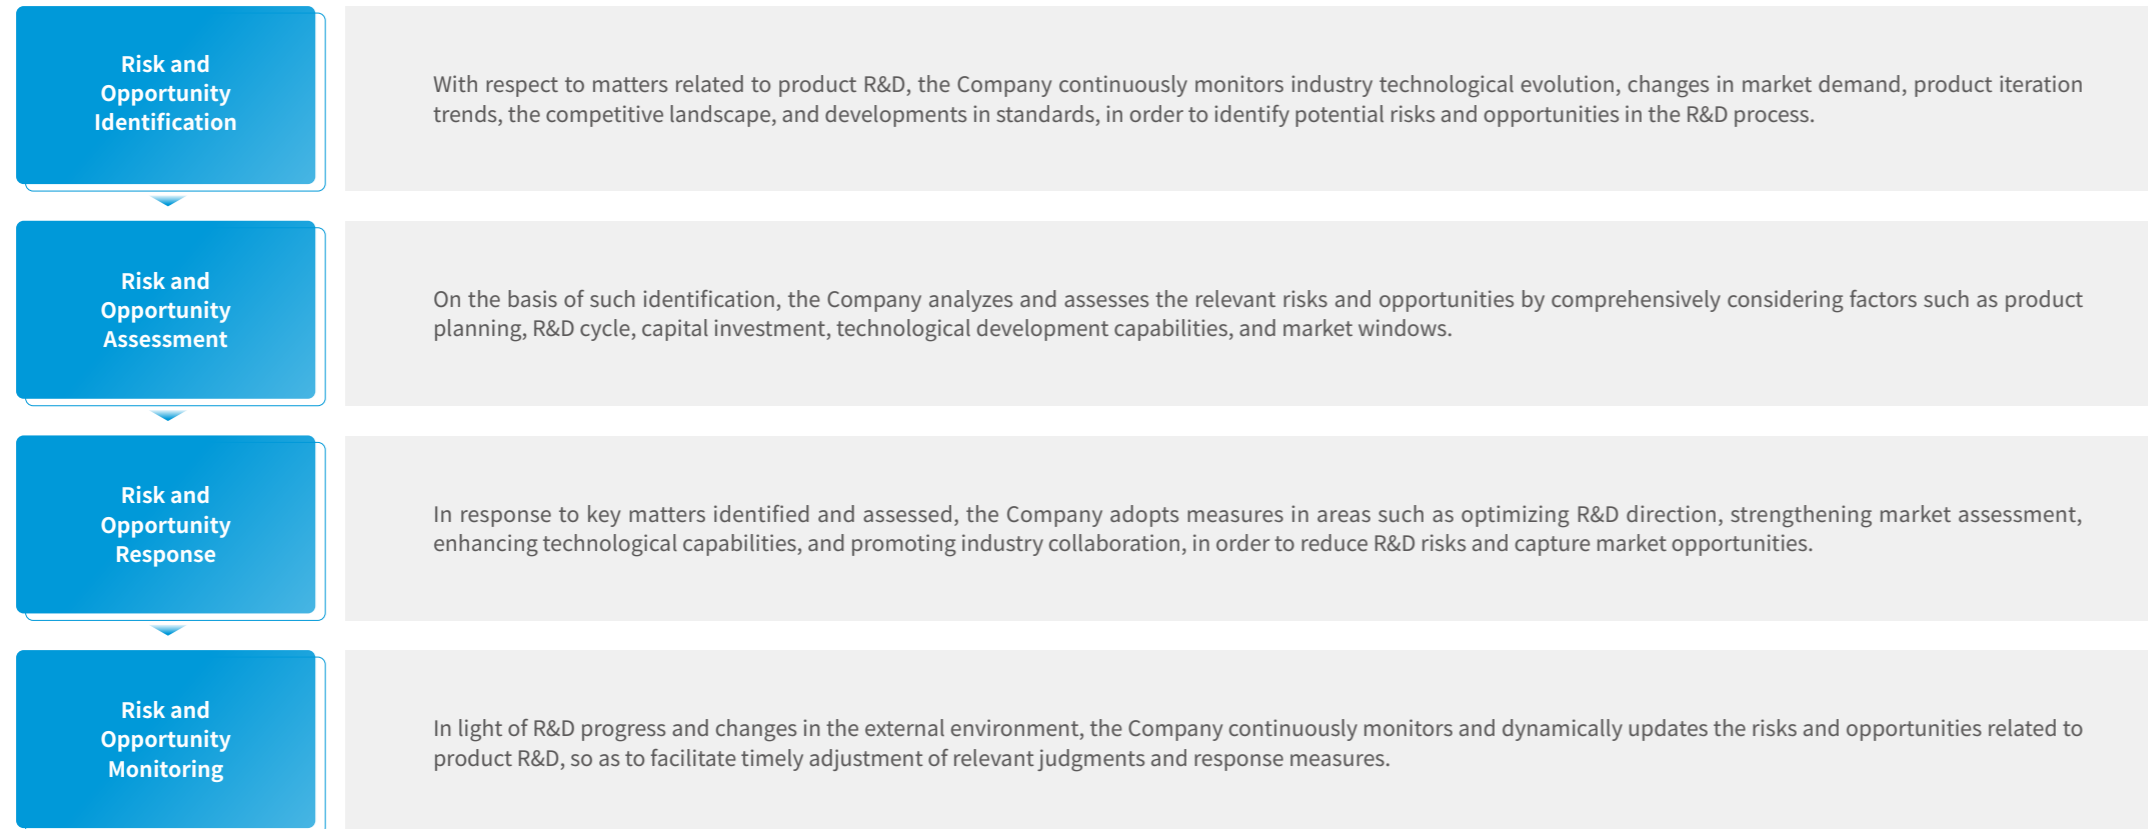 Risk and
Opportunity
Identification
With respect to matters related to product R&D, the Company continuously monitors industry technological evolution, changes in market demand, product iteration
trends, the competitive landscape, and developments in standards, in order to identify potential risks and opportunities in the R&D process.
Risk and
Opportunity
Assessment
On the basis of such identification, the Company analyzes and assesses the relevant risks and opportunities by comprehensively considering factors such as product
planning, R&D cycle, capital investment, technological development capabilities, and market windows.
Risk and
Opportunity
Response
In response to key matters identified and assessed, the Company adopts measures in areas such as optimizing R&D direction, strengthening market assessment,
enhancing technological capabilities, and promoting industry collaboration, in order to reduce R&D risks and capture market opportunities.
Risk and
Opportunity
Monitoring
In light of R&D progress and changes in the external environment, the Company continuously monitors and dynamically updates the risks and opportunities related to
product R&D, so as to facilitate timely adjustment of relevant judgments and response measures.